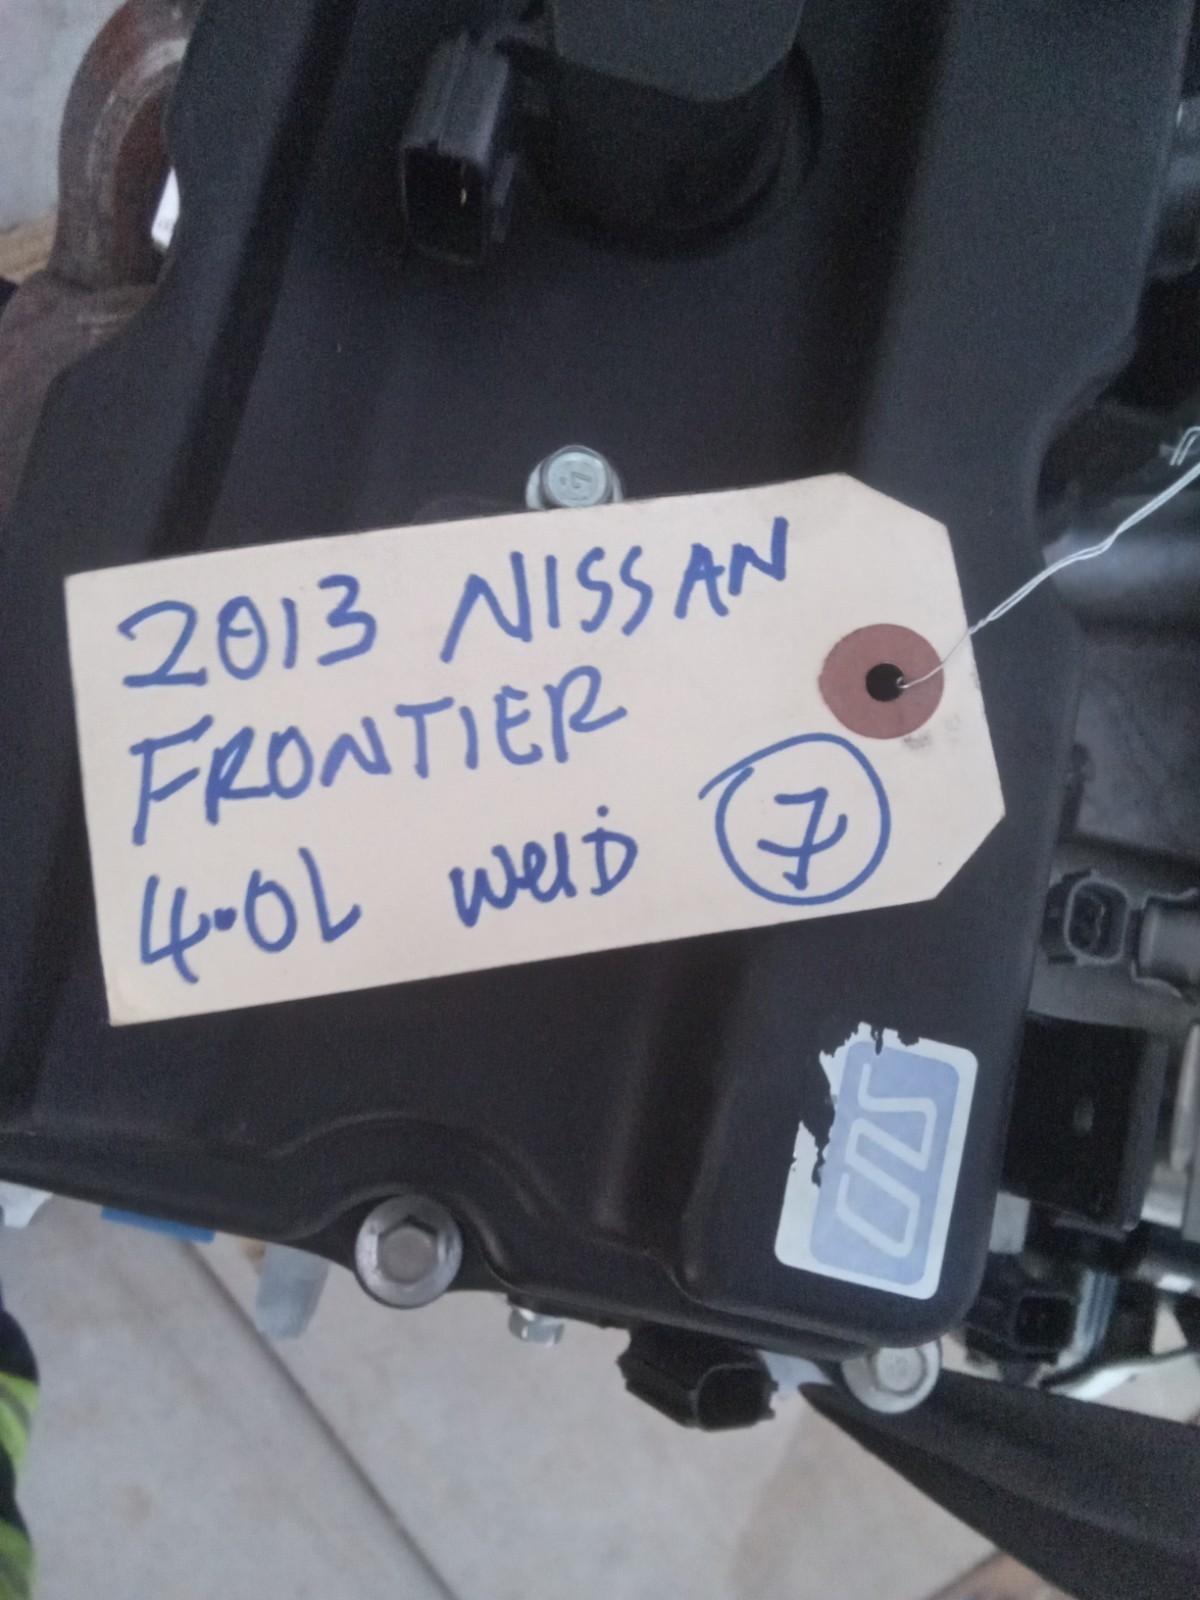 2013 NISSAN
FRONTIER
4.0L Weld 7